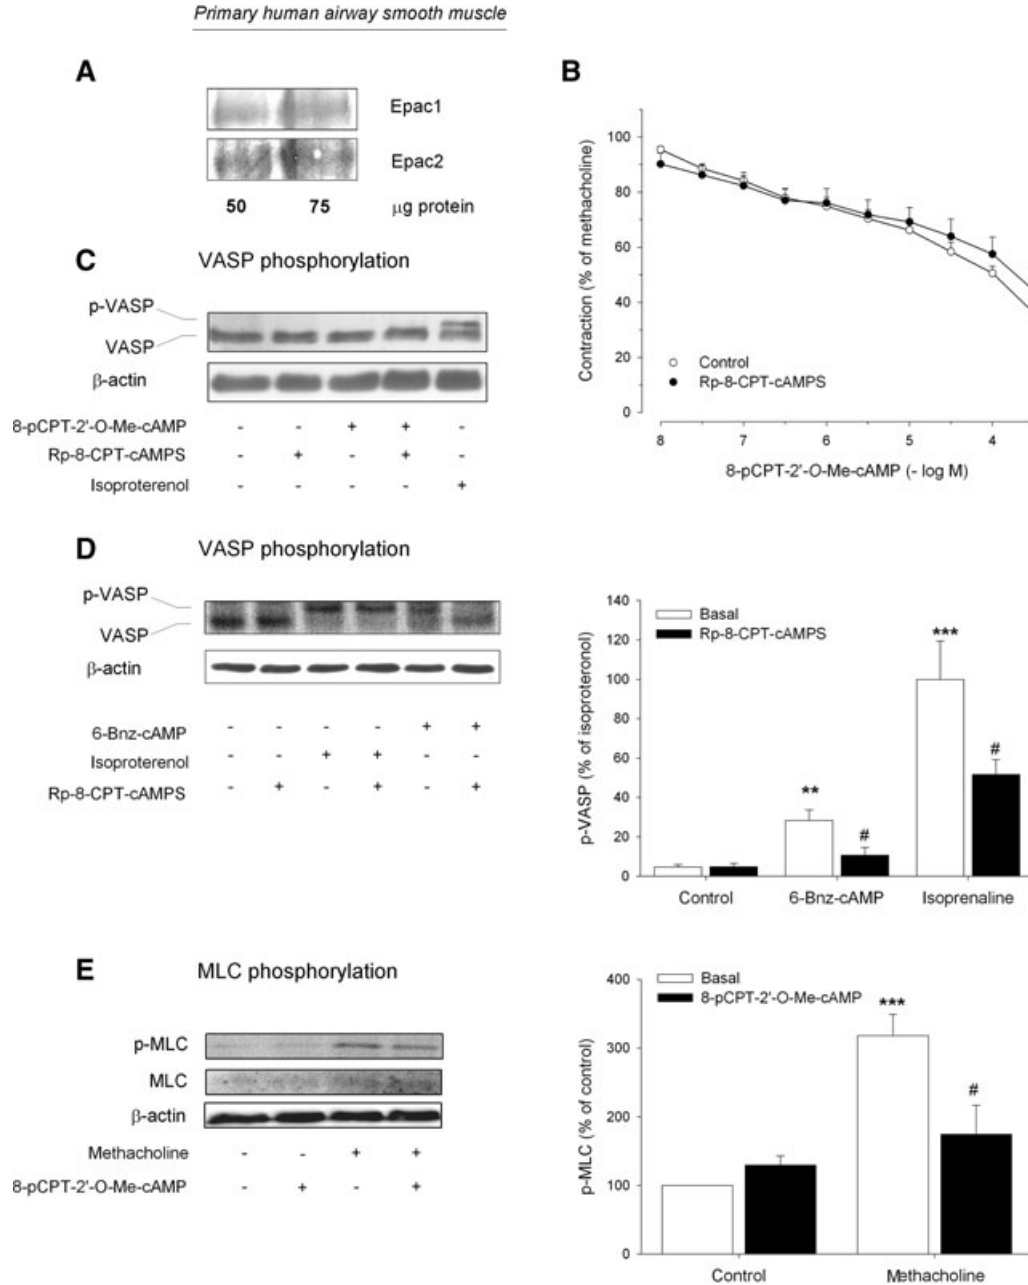 Primary human airway smooth muscle
A
Epac1
Epac2
50 75 μg protein
B
Contraction (% of methacholine)
100
80
60
40
20
0
Control
Rp-8-CPT-cAMPS
8 7 6 5 4
8-pCPT-2'-O-Me-cAMP (- log M)
C VASP phosphorylation
p-VASP
VASP
β-actin
8-pCPT-2'-O-Me-cAMP - - + + -
Rp-8-CPT-cAMPS - + - + -
Isoproterenol - - - - +
D VASP phosphorylation
p-VASP
VASP
β-actin
6-Bnz-cAMP - - - - + +
Isoproterenol - - + + - -
Rp-8-CPT-cAMPS - + - + - +
p-VASP (% of isoproteronol)
140
120
100
80
60
40
20
0
Basal
Rp-8-CPT-cAMPS
** # *** #
Control 6-Bnz-cAMP Isoprenaline
E MLC phosphorylation
p-MLC
MLC
β-actin
Methacholine - - + +
8-pCPT-2'-O-Me-cAMP - + - +
p-MLC (% of control)
400
300
200
100
0
Basal
8-pCPT-2'-O-Me-cAMP
*** #
Control Methacholine